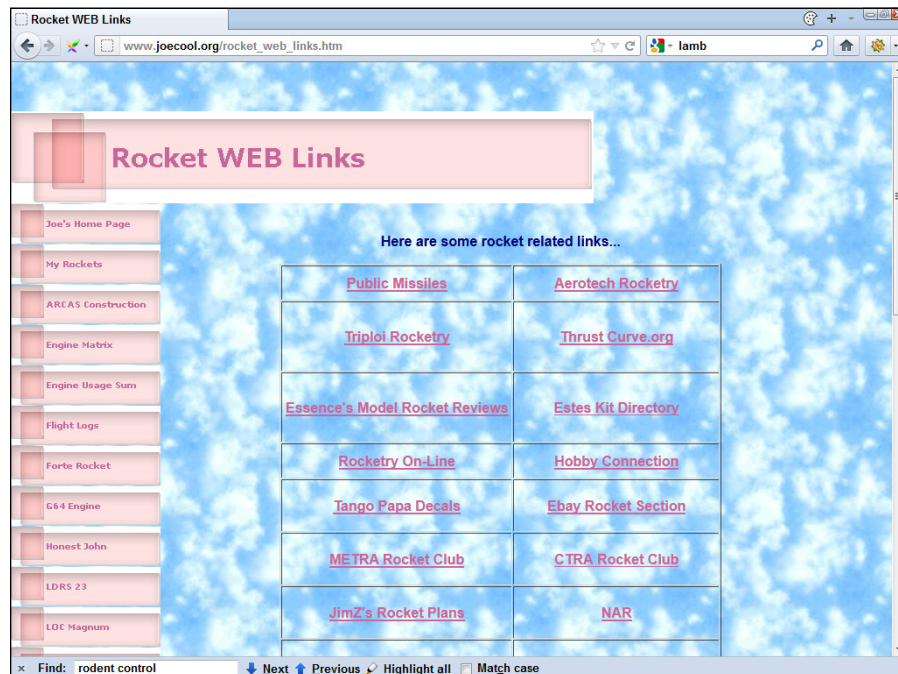 Rocket WEB Links
www.joecool.org/rocket_web_links.htm
lamb
Rocket WEB Links
Joe's Home Page
My Rockets
ARCAS Construction
Engine Matrix
Engine Usage Sum
Flight Logs
Forte Rocket
G64 Engine
Honest John
LDRS 23
LOC Magnum
Here are some rocket related links...
Public Missiles Aerotech Rocketry
Triploi Rocketry Thrust Curve.org
Essence's Model Rocket Reviews Estes Kit Directory
Rocketry On-Line Hobby Connection
Tango Papa Decals Ebay Rocket Section
METRA Rocket Club CTRA Rocket Club
JimZ's Rocket Plans NAR
× Find: rodent control Next Previous Highlight all Match case